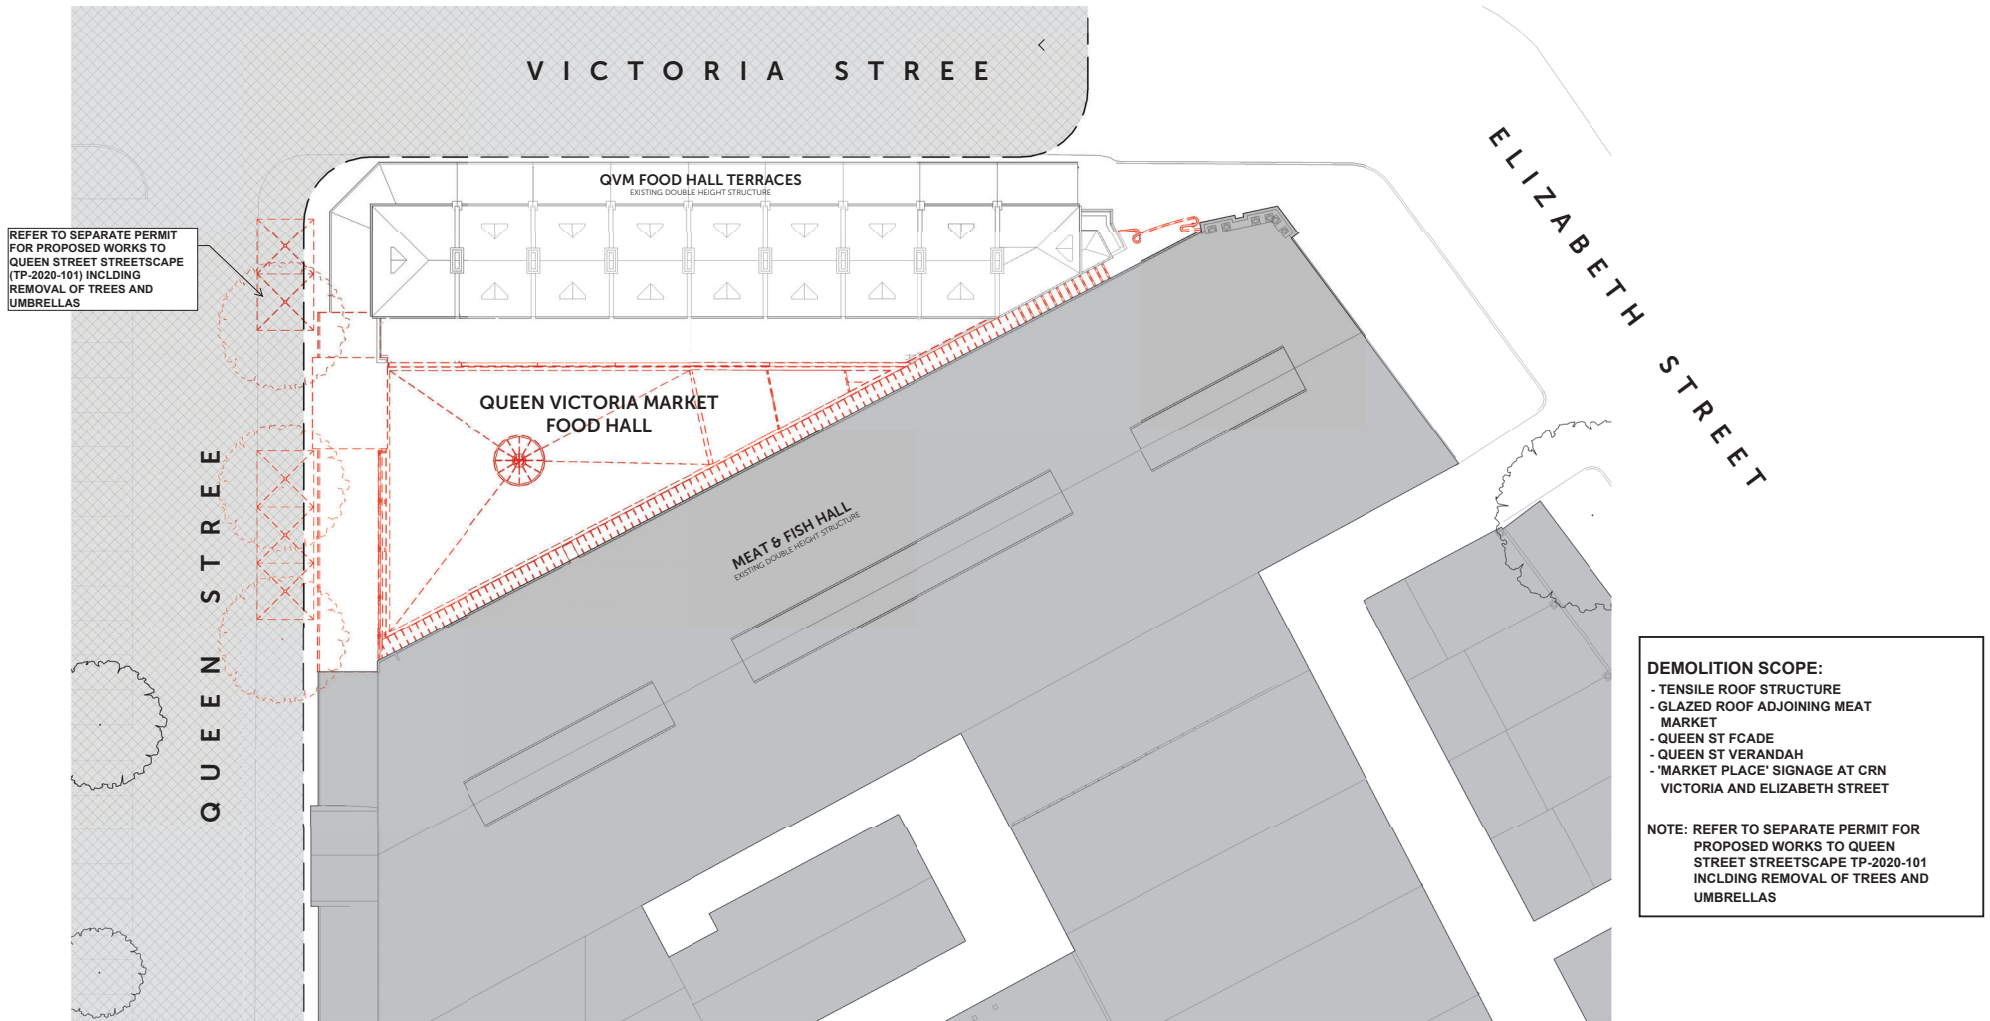 VICTORIA STREE
ELIZABETH STREET
QVM FOOD HALL TERRACES
EXISTING DOUBLE HEIGHT STRUCTURE
REFER TO SEPARATE PERMIT
FOR PROPOSED WORKS TO
QUEEN STREET STREETSCAPE
(TP-2020-101) INCLDING
REMOVAL OF TREES AND
UMBRELLAS
QUEEN VICTORIA MARKET
FOOD HALL
QUEEN STREE
MEAT & FISH HALL
EXISTING DOUBLE HEIGHT STRUCTURE
DEMOLITION SCOPE:
- TENSILE ROOF STRUCTURE
- GLAZED ROOF ADJOINING MEAT
MARKET
- QUEEN ST FCADE
- QUEEN ST VERANDAH
- 'MARKET PLACE' SIGNAGE AT CRN
VICTORIA AND ELIZABETH STREET
NOTE: REFER TO SEPARATE PERMIT FOR
PROPOSED WORKS TO QUEEN
STREET STREETSCAPE TP-2020-101
INCLDING REMOVAL OF TREES AND
UMBRELLAS